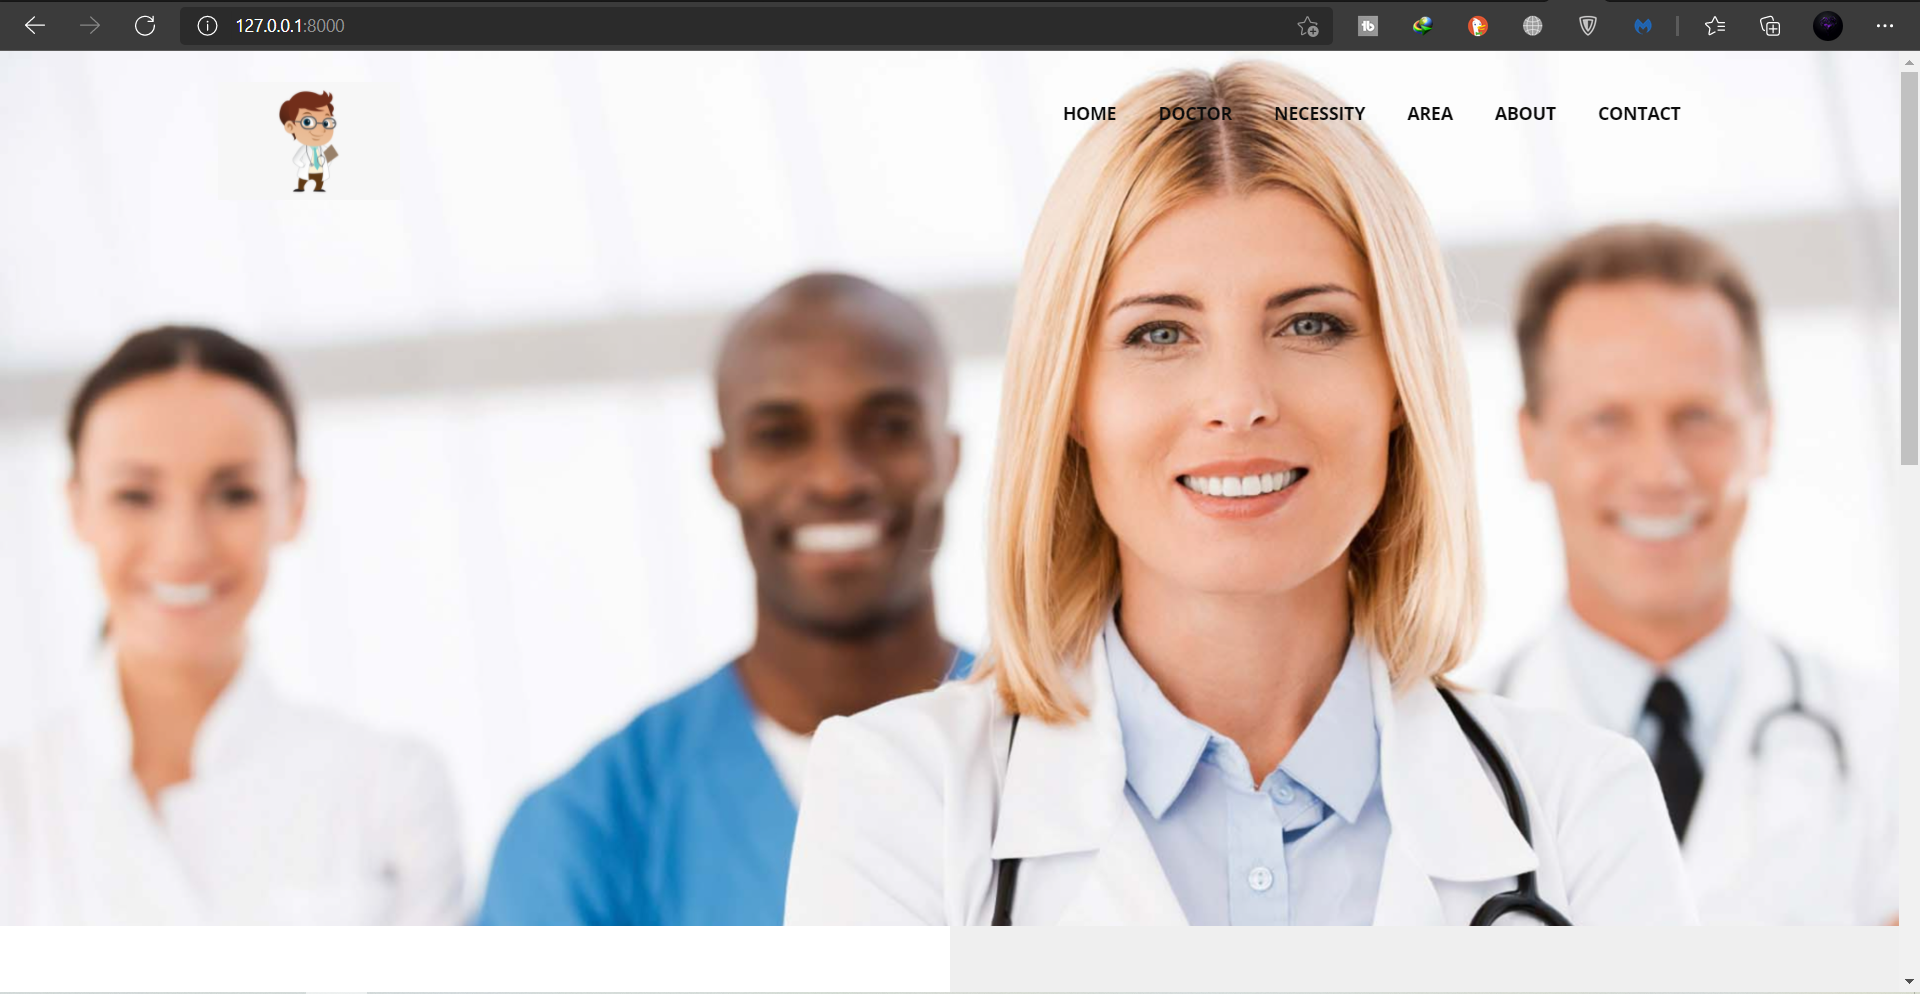 127.0.0.1:8000
HOME DOCTOR NECESSITY AREA ABOUT CONTACT